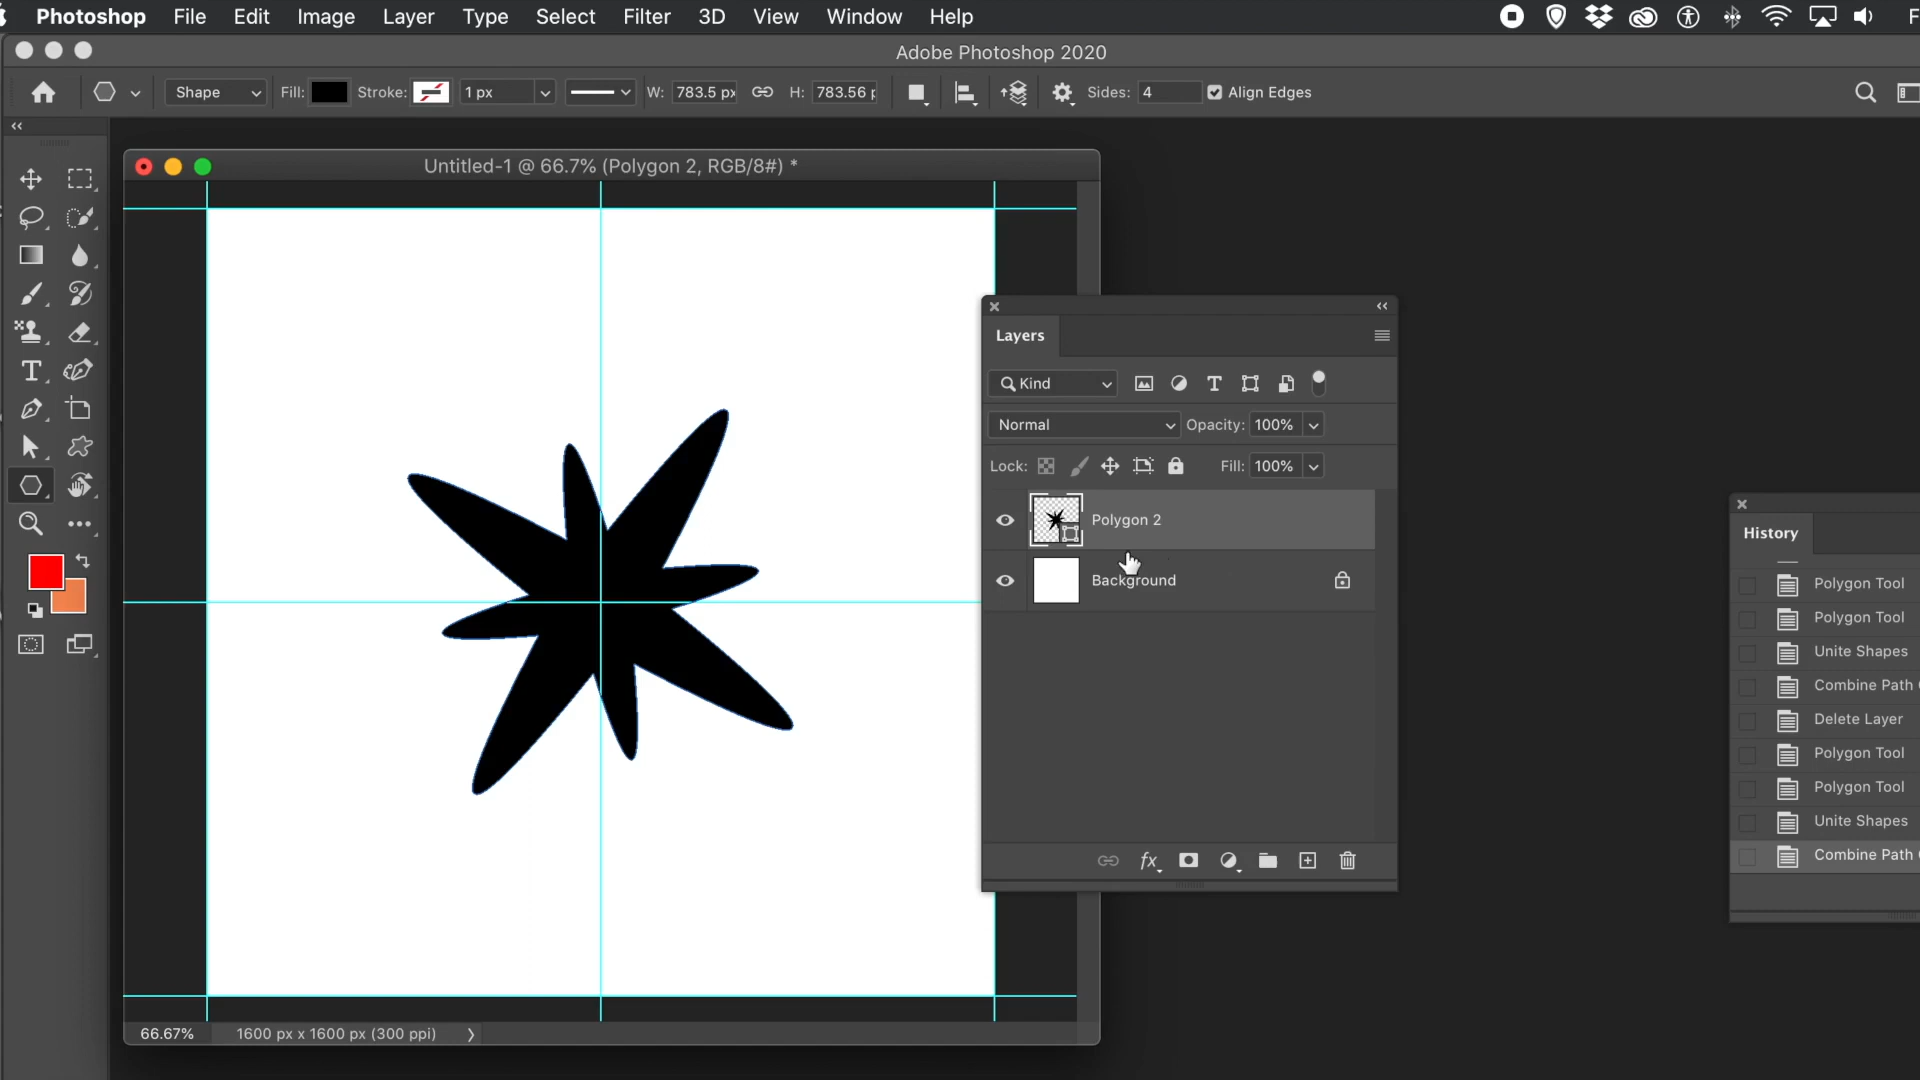 Photoshop File Edit Image Layer Type Select Filter 3D View Window Help
Adobe Photoshop 2020
Shape Fill: Stroke: 1 px W: 783.5 px H: 783.56 Sides: 4 Align Edges
Untitled-1 @ 66.7% (Polygon 2, RGB/8#) *
Layers
Kind
Normal Opacity: 100%
Lock: Fill: 100%
Polygon 2
Background
History
Polygon Tool
Polygon Tool
Unite Shapes
Combine Path
Delete Layer
Polygon Tool
Polygon Tool
Unite Shapes
Combine Path
66.67% 1600 px x 1600 px (300 ppi)